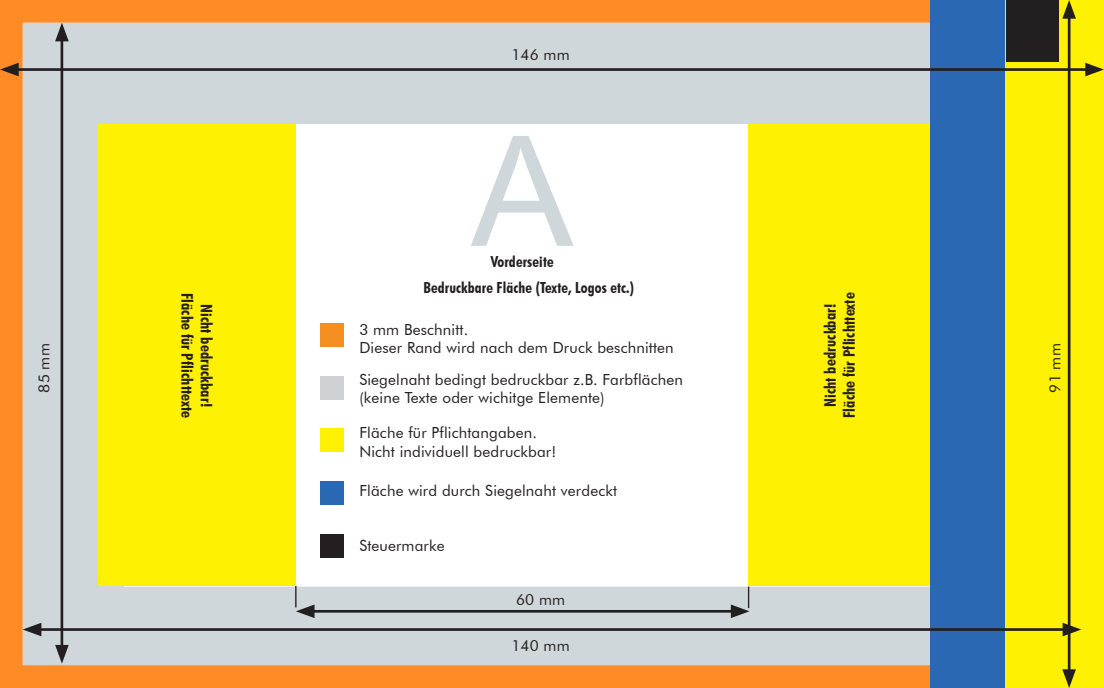 146 mm
A
Vorderseite
Bedruckbare Fläche (Texte, Logos etc.)
Nicht bedruckbar!
Fläche für Pflichttexte
3 mm Beschnitt.
Dieser Rand wird nach dem Druck beschnitten
Siegelnaht bedingt bedruckbar z.B. Farbflächen
(keine Texte oder wichitge Elemente)
Fläche für Pflichtangaben.
Nicht individuell bedruckbar!
Fläche wird durch Siegelnaht verdeckt
Steuermarke
Nicht bedruckbar!
Fläche für Pflichttexte
85 mm
91 mm
60 mm
140 mm